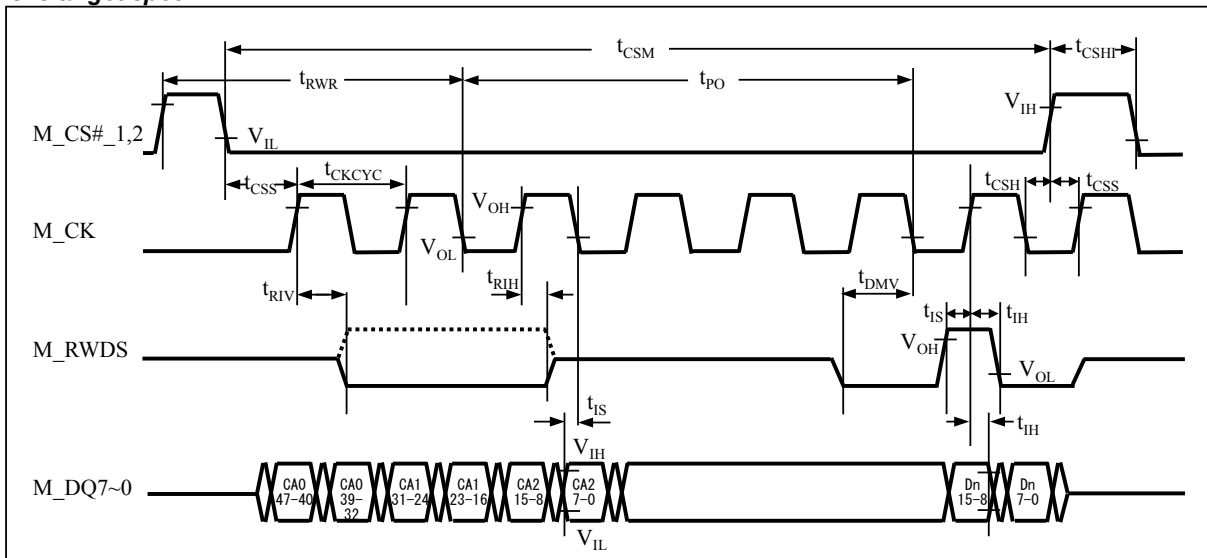 t_CSM
t_CSHI
t_RWR
t_PO
M_CS#_1,2
V_IL
V_IH
t_CSS
t_CKCYC
t_CSH
t_CSS
V_OH
M_CK
V_OL
t_RIV
t_RIH
t_DMV
t_IS
t_IH
M_RWDS
V_OH
V_OL
t_IS
t_IH
V_IH
M_DQ7~0
CA0 47-40
CA0 39-32
CA1 31-24
CA1 23-16
CA2 15-8
CA2 7-0
Dn 15-8
Dn 7-0
V_IL